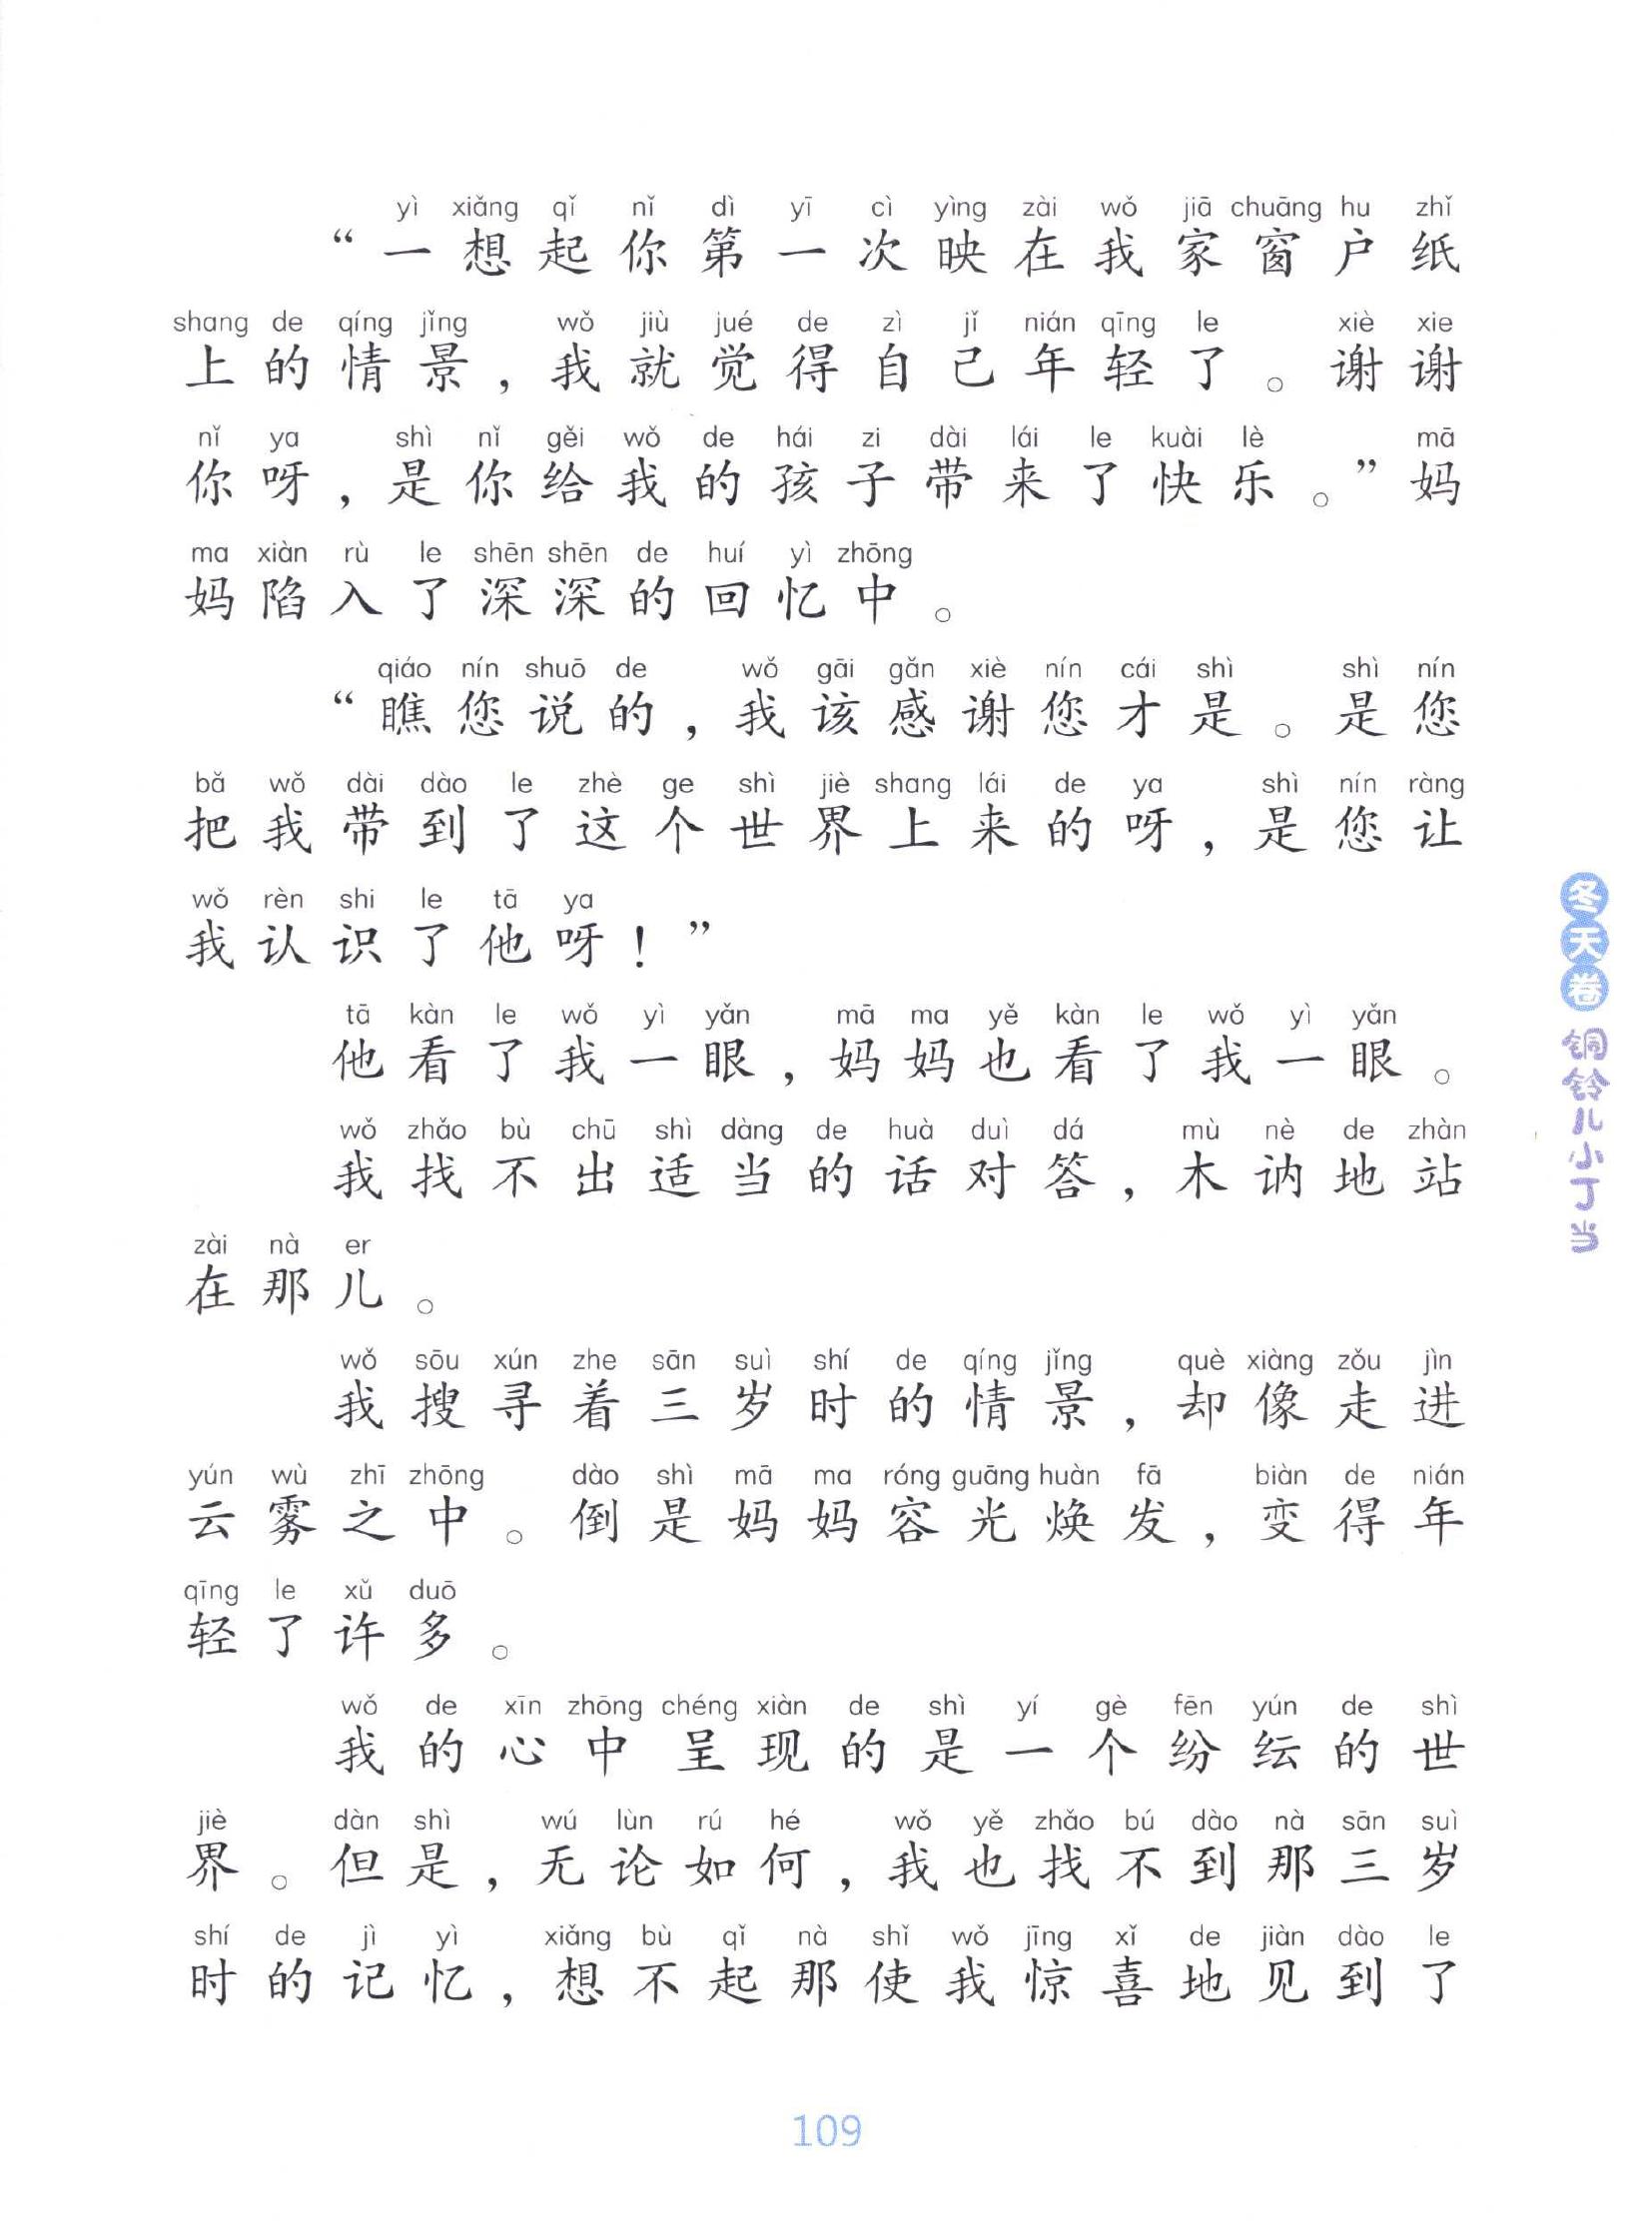 yì xiǎng qǐ nǐ dì yī cì yìng zài wǒ jiā chuāng hu zhǐ
“一想起你第一次映在我家窗户纸
shang de qíng jǐng wǒ jiù jué de zì jǐ nián qīng le xiè xie
上的情景，我就觉得自己年轻了。谢谢
nǐ ya shì nǐ gěi wǒ de hái zi dài lái le kuài lè mā
你呀，是你给我的孩子带来了快乐。”妈
ma xiàn rù le shēn shēn de huí yì zhōng
妈陷入了深深的回忆中。
qiáo nín shuō de wǒ gāi gǎn xiè nín cái shì shì nín
“瞧您说的，我该感谢您才是。是您
bǎ wǒ dài dào le zhè ge shì jiè shang lái de ya shì nín ràng
把我带到了这个世界上来的呀，是您让
wǒ rèn shi le tā ya
我认识了他呀！”
tā kàn le wǒ yì yǎn mā ma yě kàn le wǒ yì yǎn
他看了我一眼，妈妈也看了我一眼。
wǒ zhǎo bù chū shì dàng de huà duì dá mù nè de zhàn
我找不出适当的话对答，木讷地站
zài nà er
在那儿。
wǒ sōu xún zhe sān suì shí de qíng jǐng què xiàng zǒu jìn
我搜寻着三岁时的情景，却像走进
yún wù zhī zhōng dào shì mā ma róng guāng huàn fā biàn de nián
云雾之中。倒是妈妈容光焕发，变得年
qīng le xǔ duō
轻了许多。
wǒ de xīn zhōng chéng xiàn de shì yí gè fēn yún de shì
我的心中呈现的是一个纷纭的世
jiè dàn shì wú lùn rú hé wǒ yě zhǎo bú dào nà sān suì
界。但是，无论如何，我也找不到那三岁
shí de jì yì xiǎng bù qǐ nà shǐ wǒ jīng xǐ de jiàn dào le
时的记忆，想不起那使我惊喜地见到了
冬天卷
铜铃儿小丁当
109